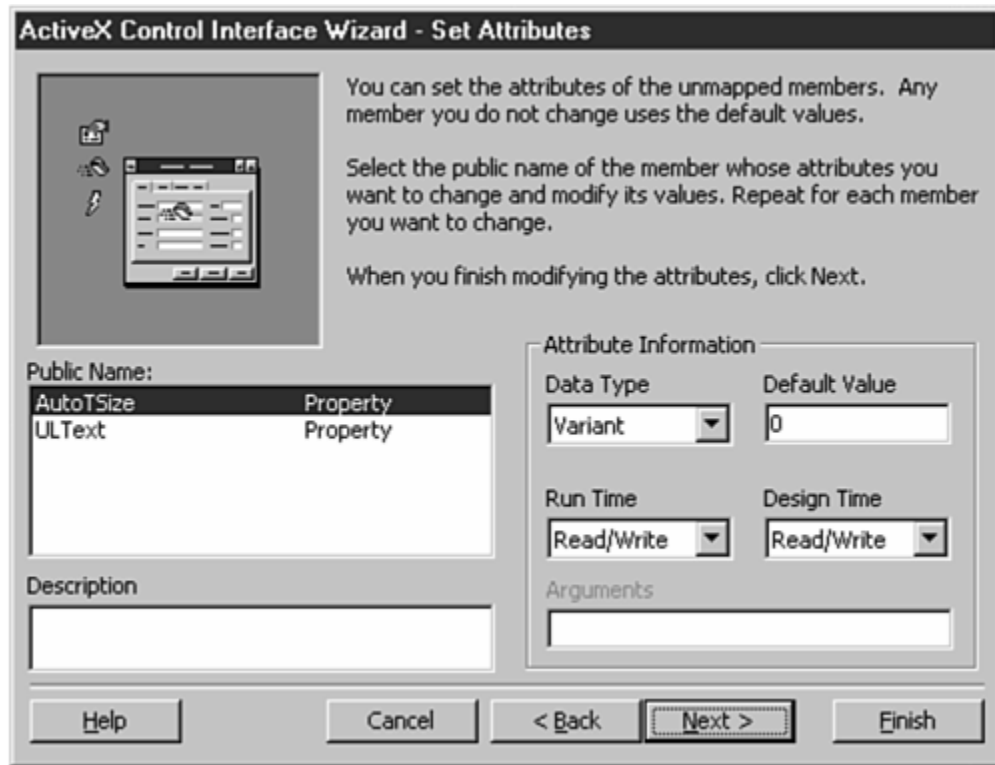 ActiveX Control Interface Wizard - Set Attributes
You can set the attributes of the unmapped members. Any
member you do not change uses the default values.
Select the public name of the member whose attributes you
want to change and modify its values. Repeat for each member
you want to change.
When you finish modifying the attributes, click Next.
Public Name:
AutoTSize Property
ULText Property
Description
Attribute Information
Data Type Default Value
Variant 0
Run Time Design Time
Read/Write Read/Write
Arguments
Help Cancel < Back Next > Finish